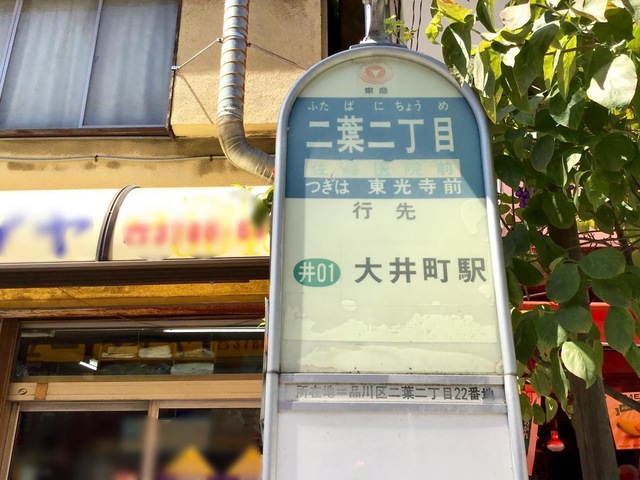 東急
ふたばにちょうめ
二葉二丁目
つぎは 東光寺前
行先
井01 大井町駅
所在地 品川区二葉二丁目22番地